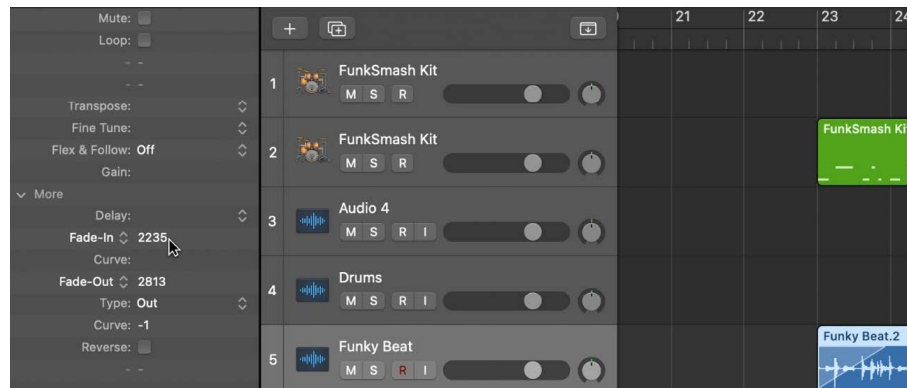 Mute:
Loop:
- -
- -
Transpose:
Fine Tune:
Flex & Follow: Off
Gain:
More
Delay:
Fade-In 2235
Curve:
Fade-Out 2813
Type: Out
Curve: -1
Reverse:
- -
1 FunkSmash Kit
M S R
2 FunkSmash Kit
M S R
3 Audio 4
M S R I
4 Drums
M S R I
5 Funky Beat
M S R I
21 22 23
FunkSmash Ki
Funky Beat.2